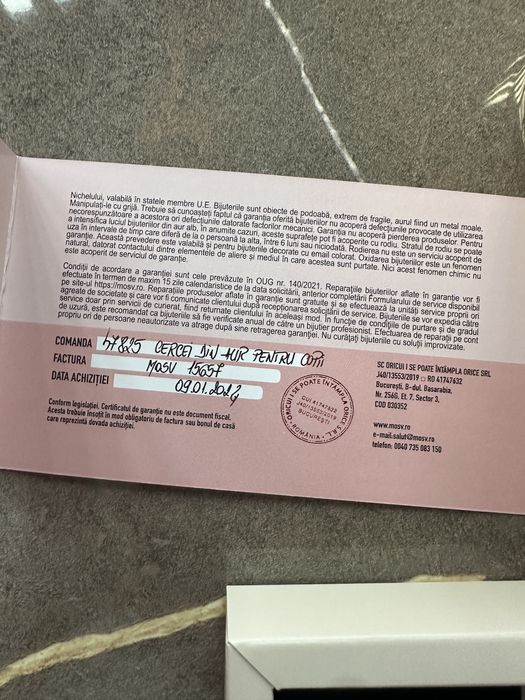 Nichelului, valabilă în statele membre U.E. Bijuteriile sunt obiecte de podoabă, extrem de fragile, aurul fiind un metal moale.
Manipulați-le cu grijă. Trebuie să cunoașteți faptul că garanția oferită bijuteriilor nu acoperă defecțiunile provocate de utilizarea
necorespunzătoare a acestora ori defecțiunile datorate factorilor mecanici. Garanția nu acoperă pierderea produselor. Pentru
a intensifica luciul bijuteriilor din aur alb, în anumite cazuri, aceste suprafețe pot fi acoperite cu rodiu. Stratul de rodiu se poate
uza în intervale de timp care diferă de la o persoană la alta, între 6 luni sau niciodată. Rodierea nu este un serviciu acoperit de
garanție. Această prevedere este valabilă și pentru bijuteriile decorate cu email colorat. Oxidarea bijuteriilor este un fenomen
natural, datorat contactului dintre elementele de aliere și mediul în care acestea sunt purtate. Nici acest fenomen chimic nu
este acoperit de serviciul de garanție.
Condiții de acordare a garanției sunt cele prevăzute în OUG nr. 140/2021. Reparațiile bijuteriilor aflate în garanție vor fi
efectuate în termen de maxim 15 zile calendaristice de la data solicitării, anterior completării Formularului de service disponibil
pe site-ul https://mosv.ro. Reparațiile produselor aflate în garanție sunt gratuite și se efectuează la unități service proprii ori
agreate de societate și care vor fi comunicate clientului după recepționarea solicitării de service. Bijuteriile se vor expedia către
service doar prin servicii de curierat, fiind returnate clientului în aceleași mod. În funcție de condițiile de purtare și de gradul
de uzură, este recomandat ca bijuteriile să fie verificate anual de către un bijutier profesionist. Efectuarea de reparații pe cont
propriu ori de persoane neautorizate va atrage după sine retragerea garanției. Nu curățați bijuteriile cu soluții improvizate.
COMANDA 47825 CERCEI DIN AUR PENTRU COPII
FACTURA MOSV 15657
DATA ACHIZIȚIEI 09.01.2023
Conform legislației, Certificatul de garanție nu este document fiscal.
Acesta trebuie însoțit în mod obligatoriu de factura sau bonul de casă
care reprezintă dovada achiziției.
ORICUI I SE POATE ÎNTÂMPLA ORICE S.R.L.
CUI 41747632
J40/13553/2019
BUCUREȘTI
ROMÂNIA
SC ORICUI I SE POATE ÎNTÂMPLA ORICE SRL
J40/13553/2019 RO 41747632
București, B-dul. Basarabia,
Nr. 256G, Et. 7, Sector 3,
COD 030352
www.mosv.ro
e-mail.salut@mosv.ro
telefon: 0040 735 083 150